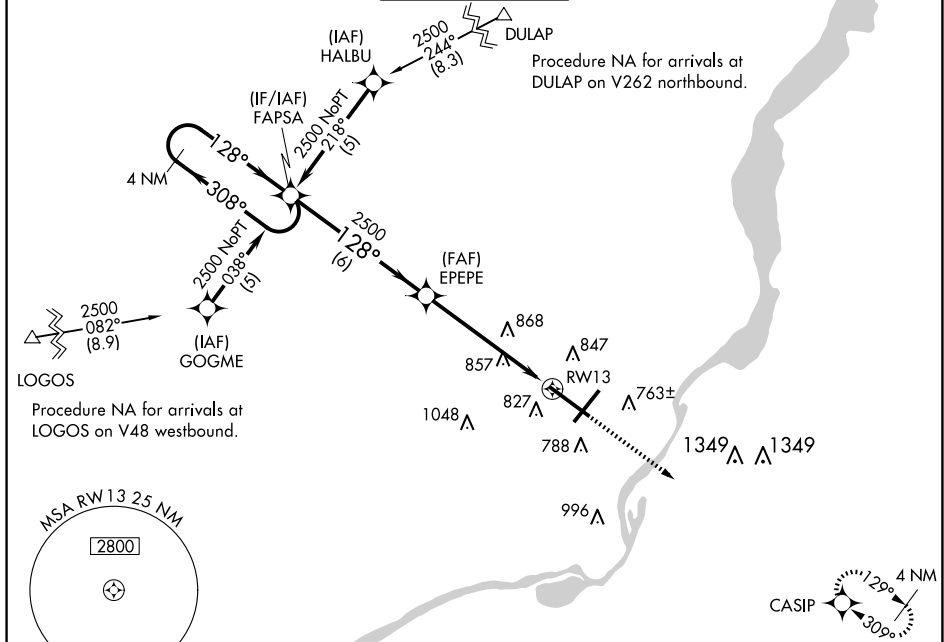 2500
244°
(8.3)
DULAP
Procedure NA for arrivals at
DULAP on V262 northbound.
(IAF)
HALBU
(IF/IAF)
FAPSA
2500 NoPT
218°
(5)
128°
4 NM
308°
2500
128°
(6)
2500 NoPT
038°
(5)
(FAF)
EPEPE
2500
082°
(8.9)
(IAF)
GOGME
LOGOS
Procedure NA for arrivals at
LOGOS on V48 westbound.
868
857
847
RW13
827
763±
1048
788
1349
1349
996
MSA RW13 25 NM
2800
CASIP
129°
4 NM
309°